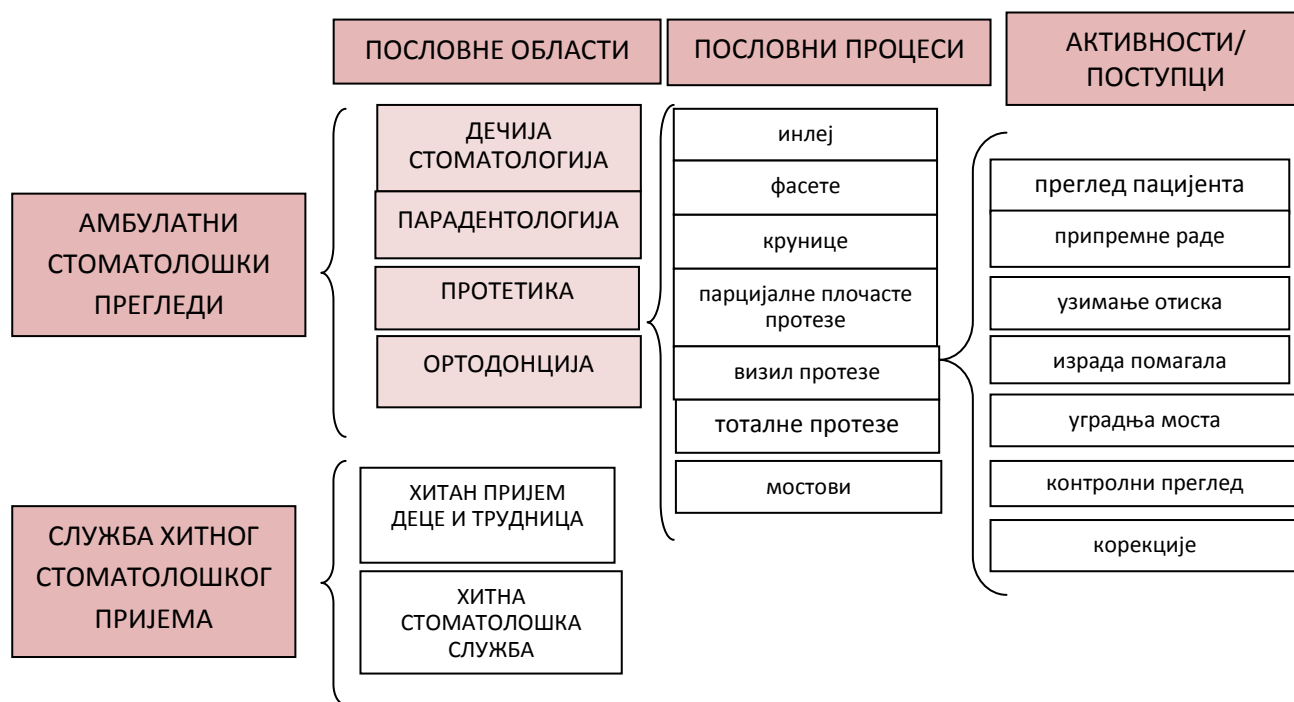 ПОСЛОВНЕ ОБЛАСТИ
ПОСЛОВНИ ПРОЦЕСИ
АКТИВНОСТИ/
ПОСТУПЦИ
АМБУЛАТНИ
СТОМАТОЛОШКИ
ПРЕГЛЕДИ
ДЕЧИЈА
СТОМАТОЛОГИЈА
ПАРАДЕНТОЛОГИЈА
ПРОТЕТИКА
ОРТОДОНЦИЈА
инлеј
фасете
крунице
парцијалне плочасте
протезе
визил протезе
тоталне протезе
мостови
преглед пацијента
припремне раде
узимање отиска
израда помагала
уградња моста
контролни преглед
корекције
СЛУЖБА ХИТНОГ
СТОМАТОЛОШКОГ
ПРИЈЕМА
ХИТАН ПРИЈЕМ
ДЕЦЕ И ТРУДНИЦА
ХИТНА
СТОМАТОЛОШКА
СЛУЖБА